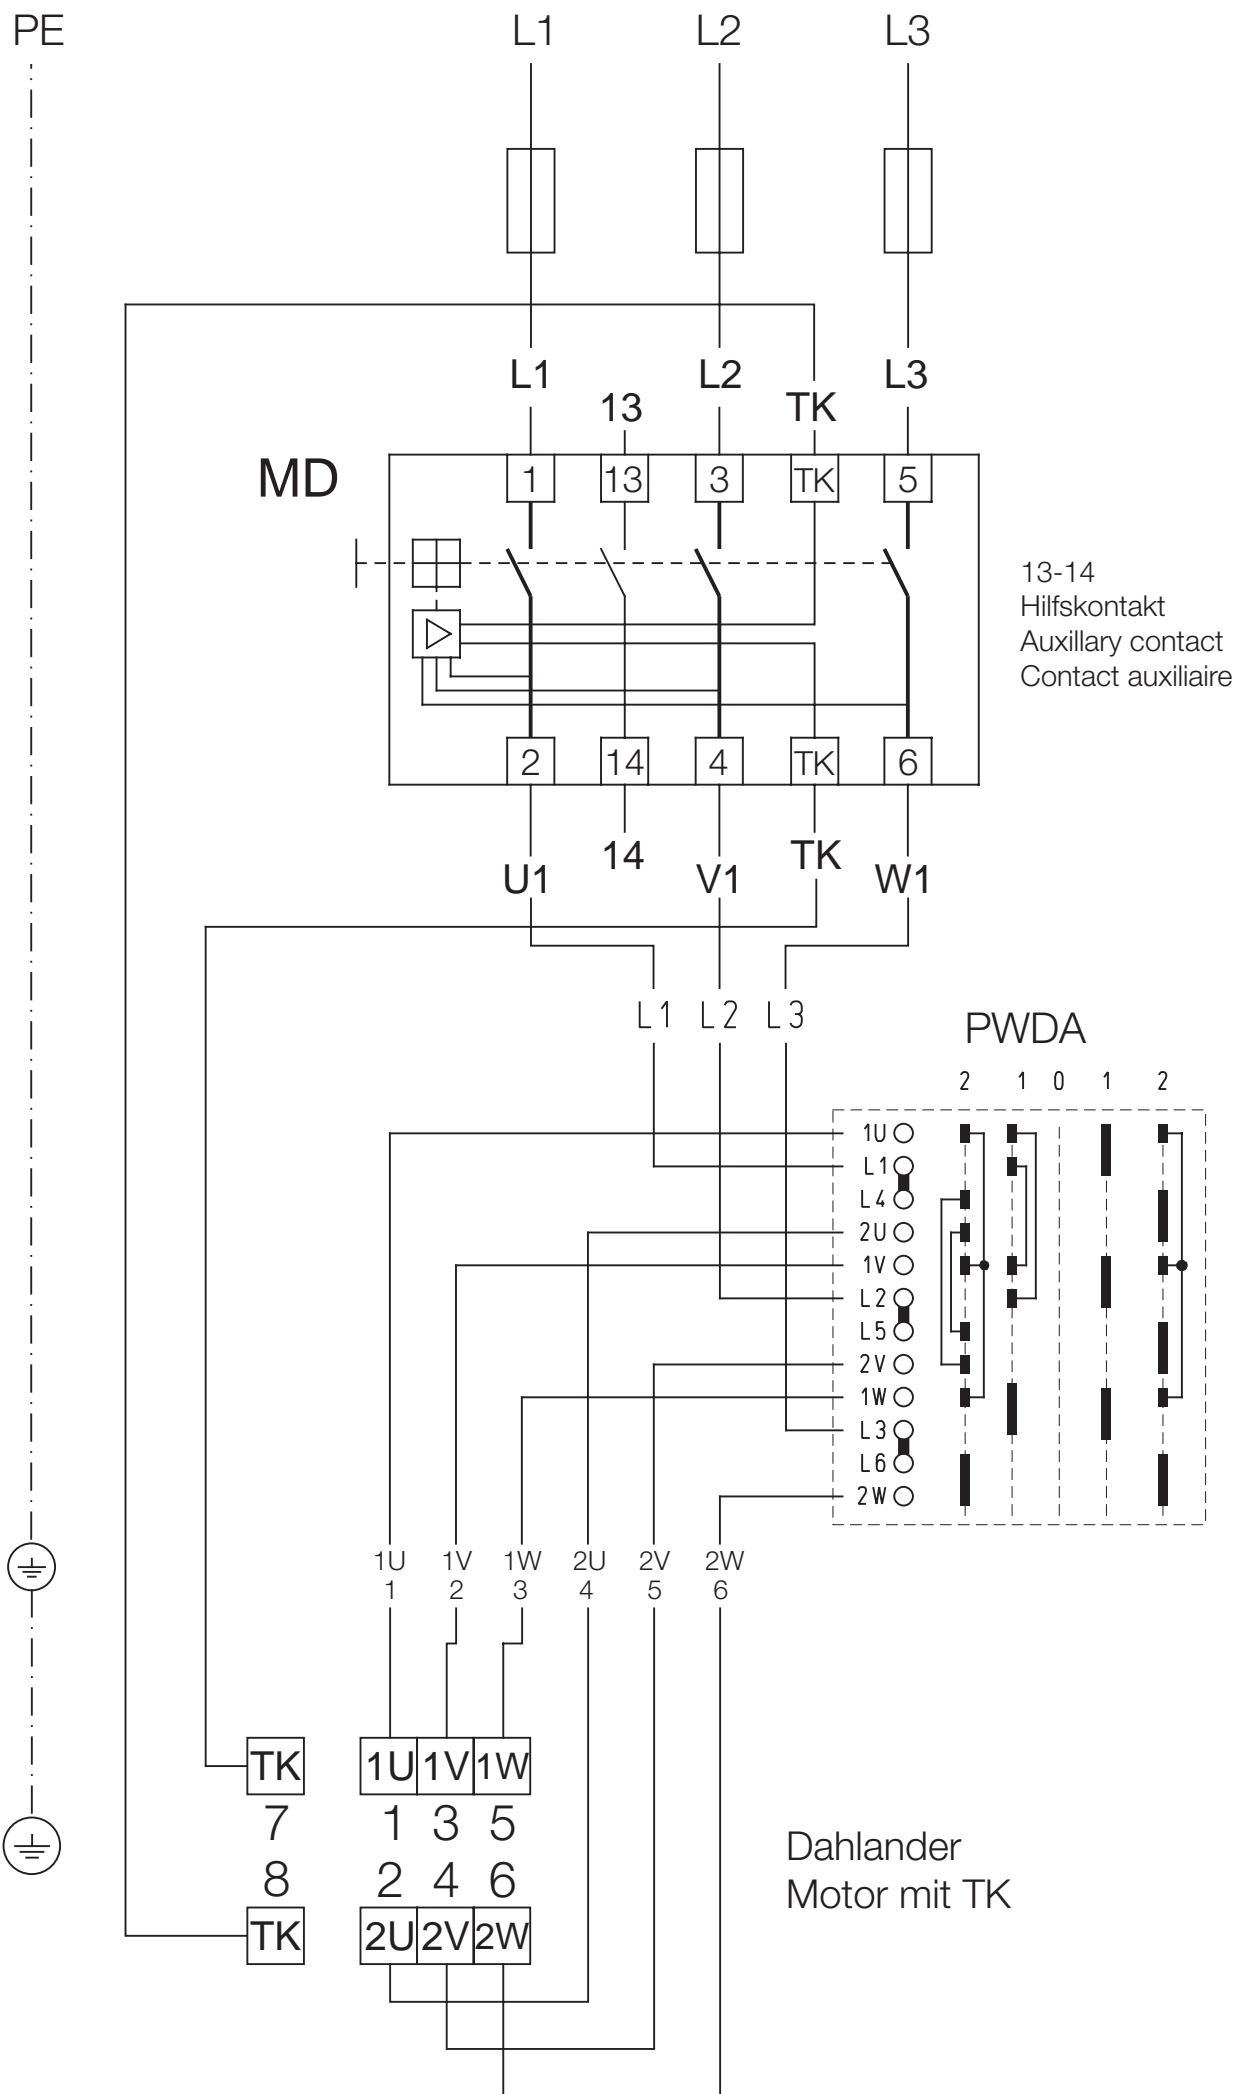 PE L1 L2 L3
L1 L2 L3
13 TK
MD 1 13 3 TK 5
13-14
Hilfskontakt
Auxillary contact
Contact auxiliaire
2 14 4 TK 6
14 TK
U1 V1 W1
L1 L2 L3
PWDA
2 1 0 1 2
1U
L1
L4
2U
1V
L2
L5
2V
1W
L3
L6
2W
1U 1V 1W 2U 2V 2W
1 2 3 4 5 6
TK 1U 1V 1W
7 1 3 5
8 2 4 6
TK 2U 2V 2W
Dahlander
Motor mit TK